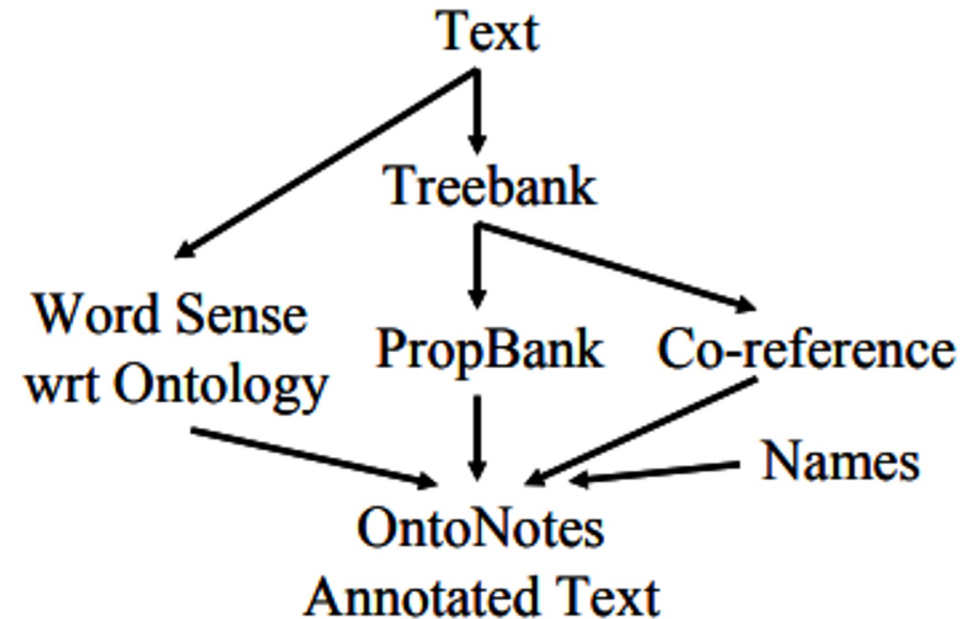 Text
Treebank
Word Sense
wrt Ontology
PropBank
Co-reference
Names
OntoNotes
Annotated Text